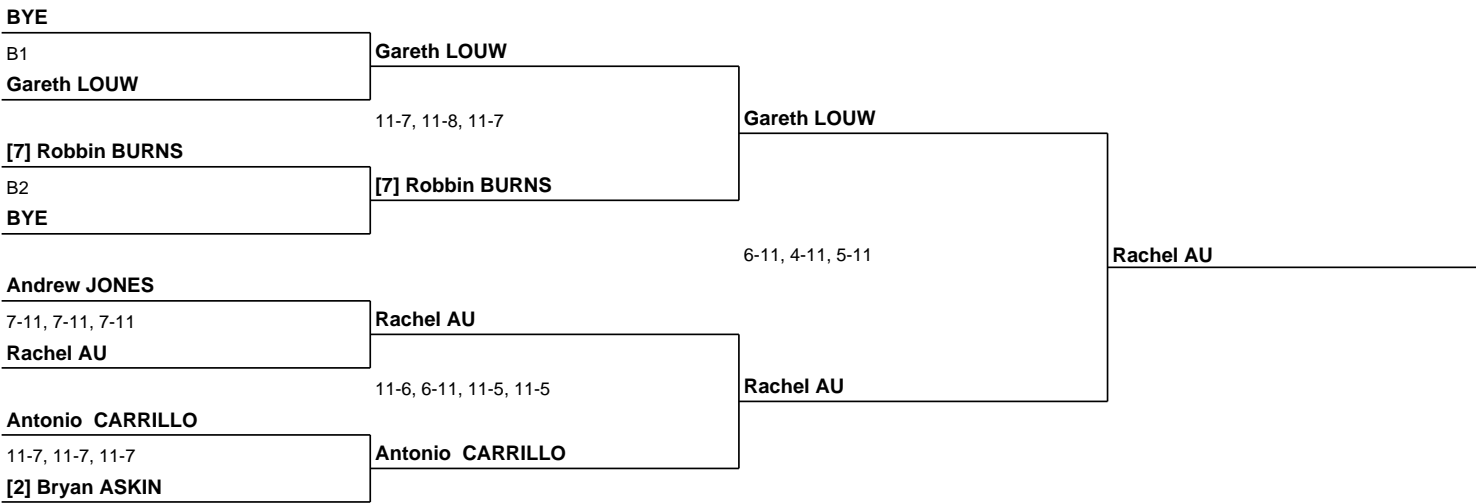 BYE
B1
Gareth LOUW
Gareth LOUW
11-7, 11-8, 11-7
Gareth LOUW
[7] Robbin BURNS
B2
[7] Robbin BURNS
BYE
6-11, 4-11, 5-11
Rachel AU
Andrew JONES
7-11, 7-11, 7-11
Rachel AU
Rachel AU
11-6, 6-11, 11-5, 11-5
Rachel AU
Antonio  CARRILLO
11-7, 11-7, 11-7
Antonio  CARRILLO
[2] Bryan ASKIN